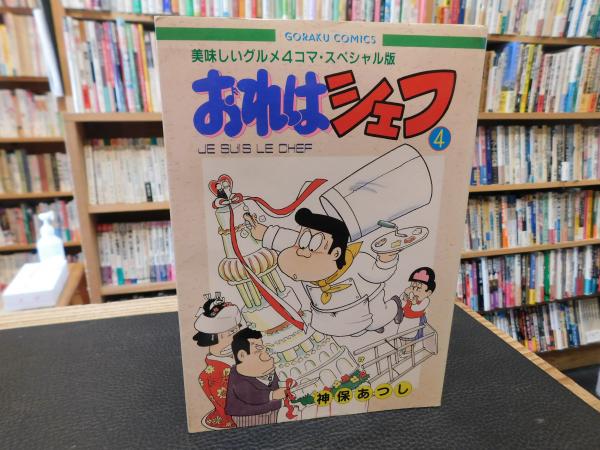 GORAKU COMICS
美味しいグルメ4コマ・スペシャル版
おれはシェフ
4
JE SUIS LE CHEF
神保あつし